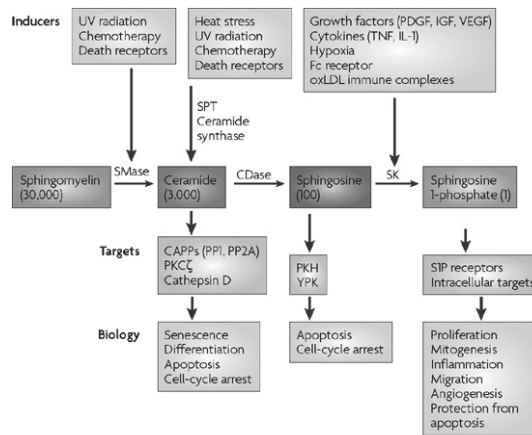 Inducers
UV radiation
Chemotherapy
Death receptors
Heat stress
UV radiation
Chemotherapy
Death receptors
Growth factors (PDGF, IGF, VEGF)
Cytokines (TNF, IL-1)
Hypoxia
Fc receptor
oxLDL immune complexes
SPT
Ceramide
synthase
Sphingomyelin
(30,000)
SMase
Ceramide
(3,000)
CDase
Sphingosine
(100)
SK
Sphingosine
1-phosphate (1)
Targets
CAPPs (PP1, PP2A)
PKCζ
Cathepsin D
PKH
YPK
S1P receptors
Intracellular targets
Biology
Senescence
Differentiation
Apoptosis
Cell-cycle arrest
Apoptosis
Cell-cycle arrest
Proliferation
Mitogenesis
Inflammation
Migration
Angiogenesis
Protection from
apoptosis